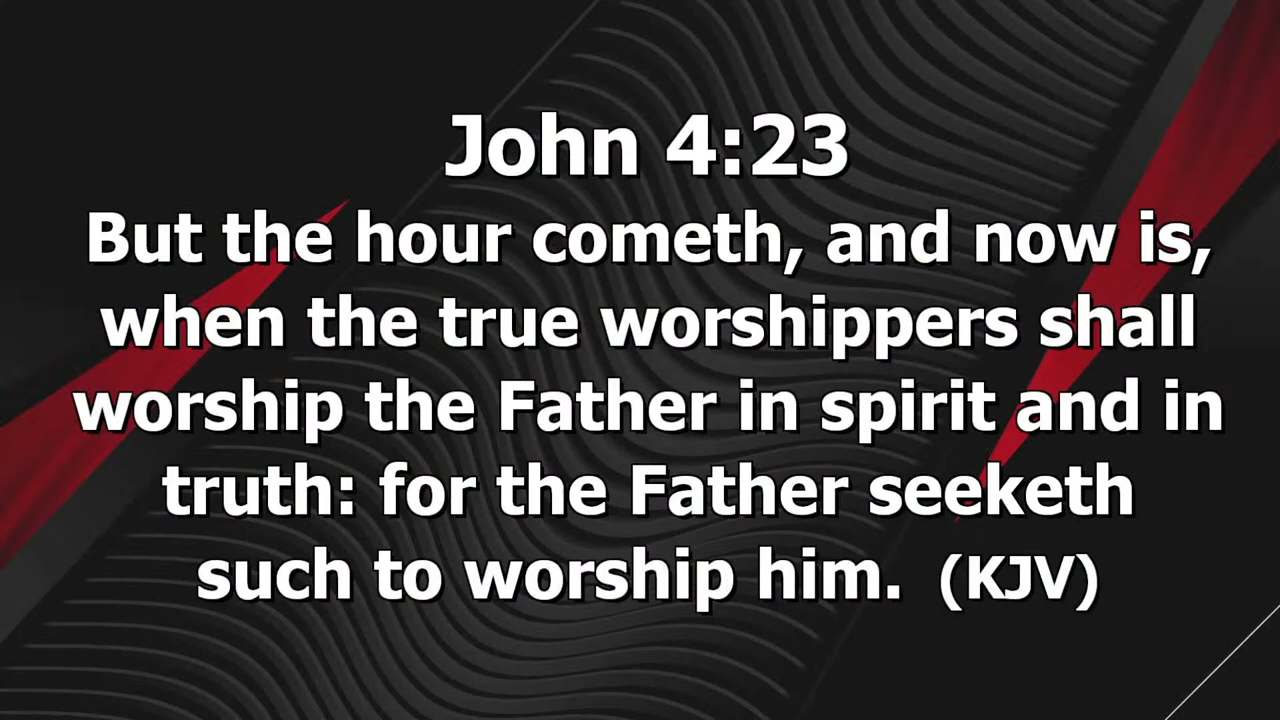 John 4:23
But the hour cometh, and now is,
when the true worshippers shall
worship the Father in spirit and in
truth: for the Father seeketh
such to worship him. (KJV)